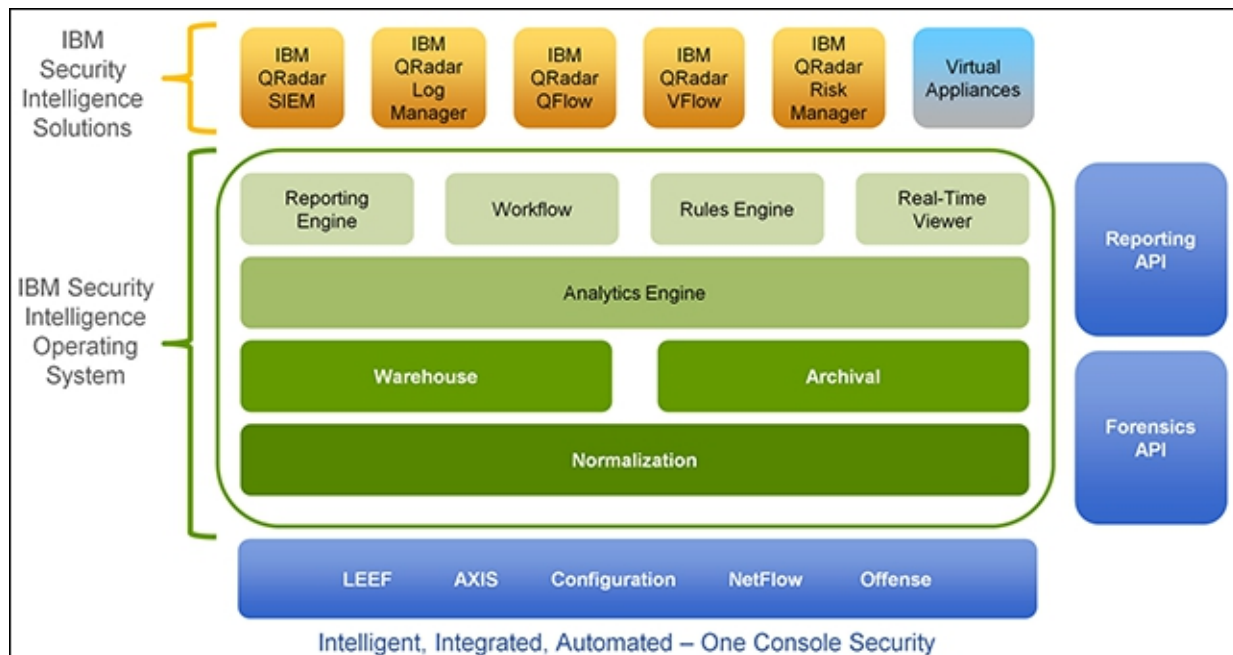 IBM
Security
Intelligence
Solutions
IBM
QRadar
SIEM
IBM
QRadar
Log
Manager
IBM
QRadar
QFlow
IBM
QRadar
VFlow
IBM
QRadar
Risk
Manager
Virtual
Appliances
IBM Security
Intelligence
Operating
System
Reporting
Engine
Workflow
Rules Engine
Real-Time
Viewer
Analytics Engine
Warehouse
Archival
Normalization
Reporting
API
Forensics
API
LEEF AXIS Configuration NetFlow Offense
Intelligent, Integrated, Automated – One Console Security